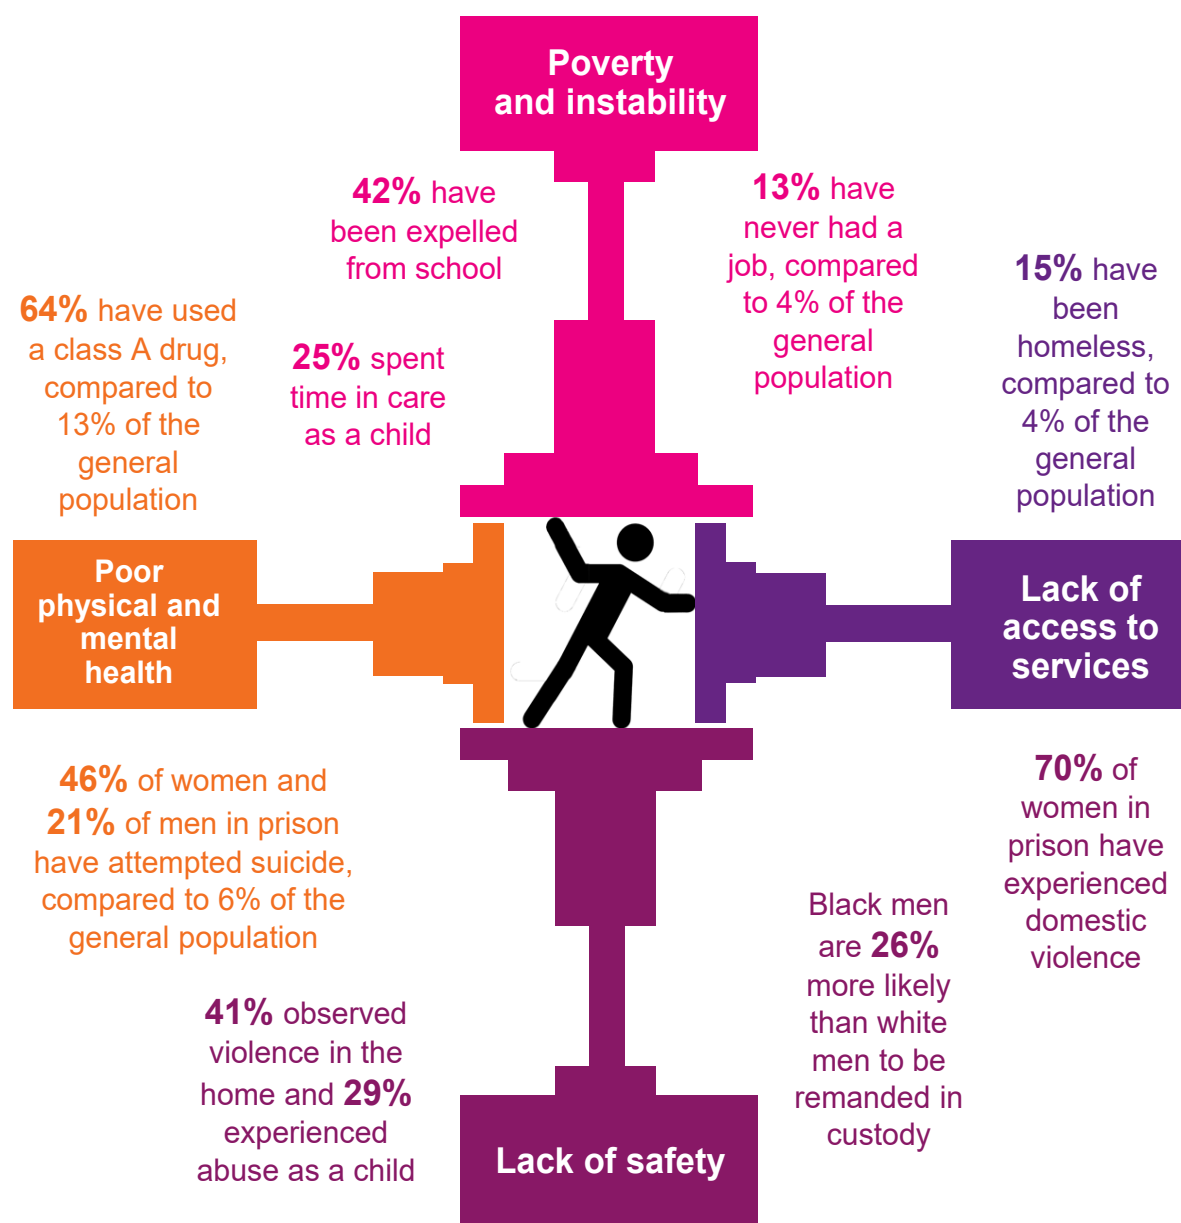 Poverty
and instability
42% have
been expelled
from school
13% have
never had a
job, compared
to 4% of the
general
population
25% spent
time in care
as a child
64% have used
a class A drug,
compared to
13% of the
general
population
15% have
been
homeless,
compared to
4% of the
general
population
Poor
physical and
mental
health
Lack of
access to
services
46% of women and
21% of men in prison
have attempted suicide,
compared to 6% of the
general population
70% of
women in
prison have
experienced
domestic
violence
Black men
are 26%
more likely
than white
men to be
remanded in
custody
41% observed
violence in the
home and 29%
experienced
abuse as a child
Lack of safety